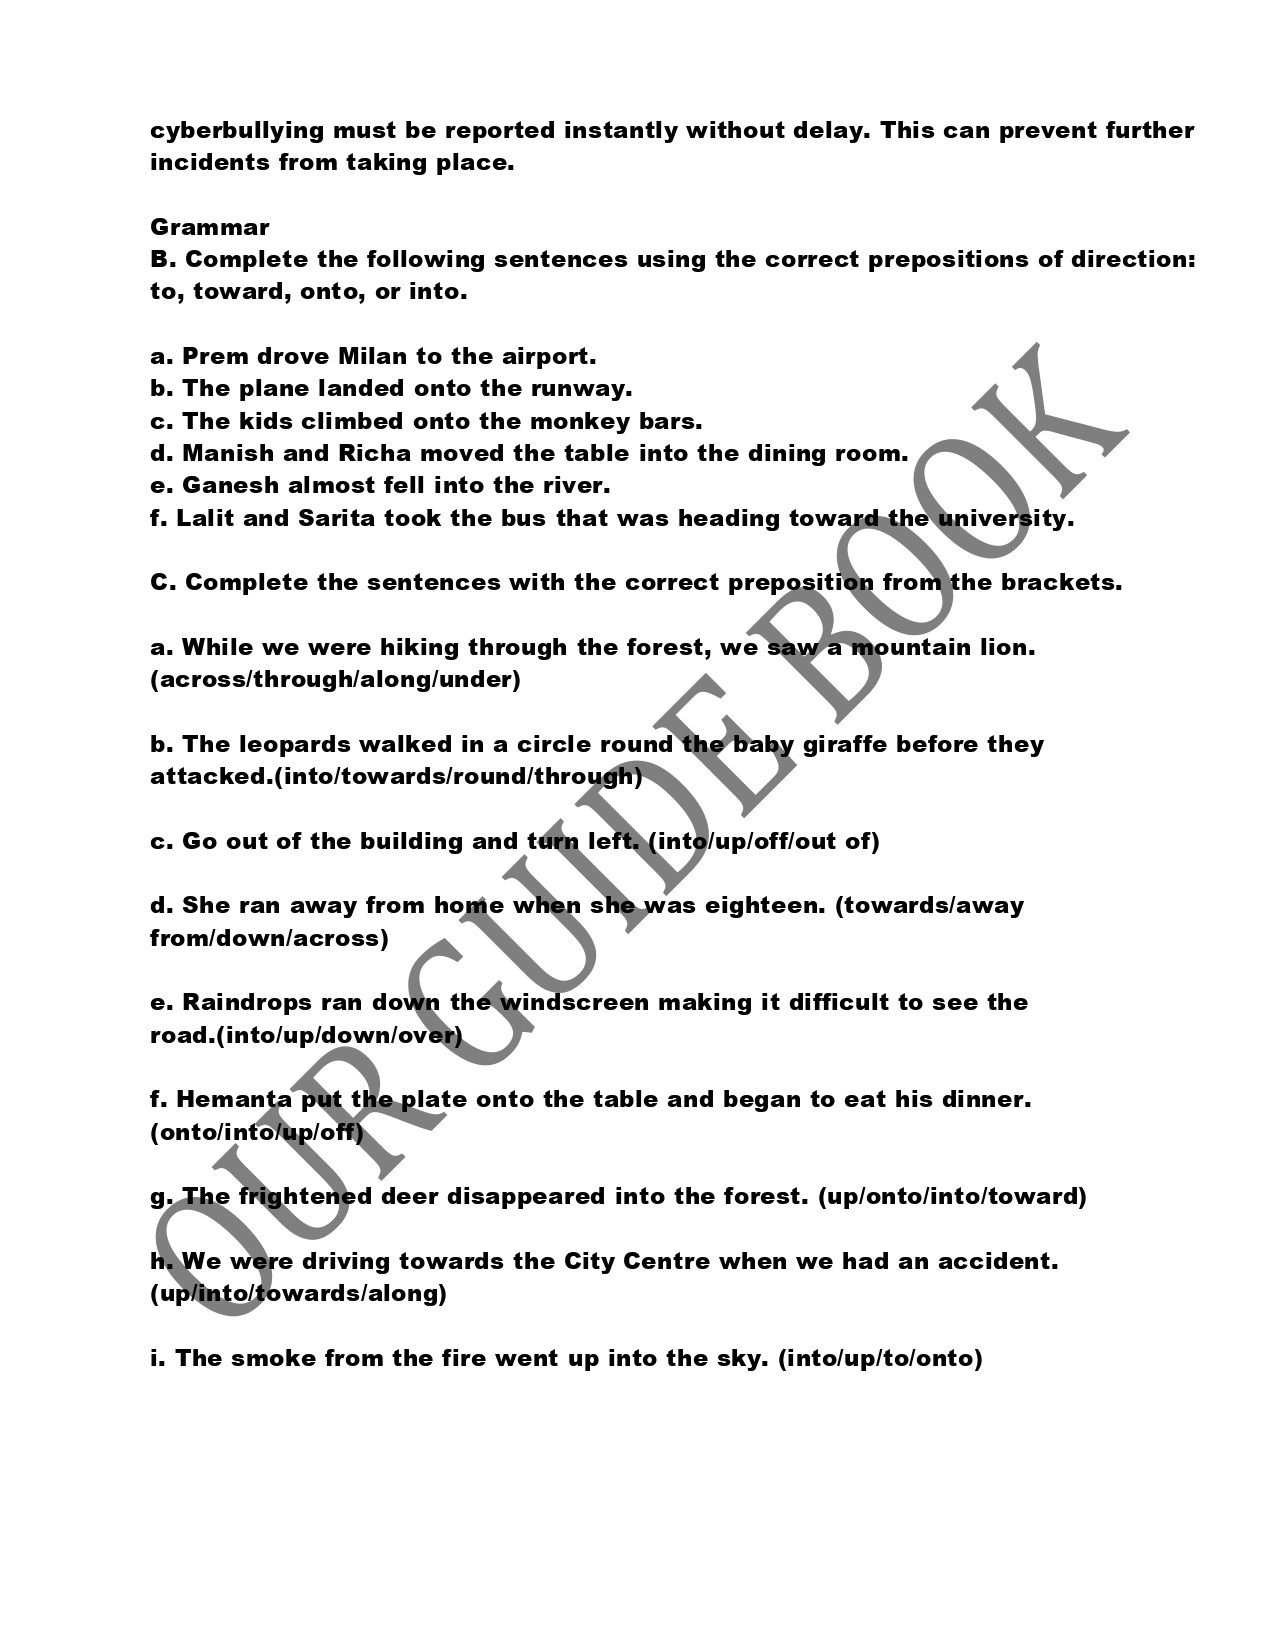 cyberbullying must be reported instantly without delay. This can prevent further
incidents from taking place.
Grammar
B. Complete the following sentences using the correct prepositions of direction:
to, toward, onto, or into.
a. Prem drove Milan to the airport.
b. The plane landed onto the runway.
c. The kids climbed onto the monkey bars.
d. Manish and Richa moved the table into the dining room.
e. Ganesh almost fell into the river.
f. Lalit and Sarita took the bus that was heading toward the university.
C. Complete the sentences with the correct preposition from the brackets.
a. While we were hiking through the forest, we saw a mountain lion.
(across/through/along/under)
b. The leopards walked in a circle round the baby giraffe before they
attacked.(into/towards/round/through)
c. Go out of the building and turn left. (into/up/off/out of)
d. She ran away from home when she was eighteen. (towards/away
from/down/across)
e. Raindrops ran down the windscreen making it difficult to see the
road.(into/up/down/over)
f. Hemanta put the plate onto the table and began to eat his dinner.
(onto/into/up/off)
g. The frightened deer disappeared into the forest. (up/onto/into/toward)
h. We were driving towards the City Centre when we had an accident.
(up/into/towards/along)
i. The smoke from the fire went up into the sky. (into/up/to/onto)
OUR GUIDE BOOK